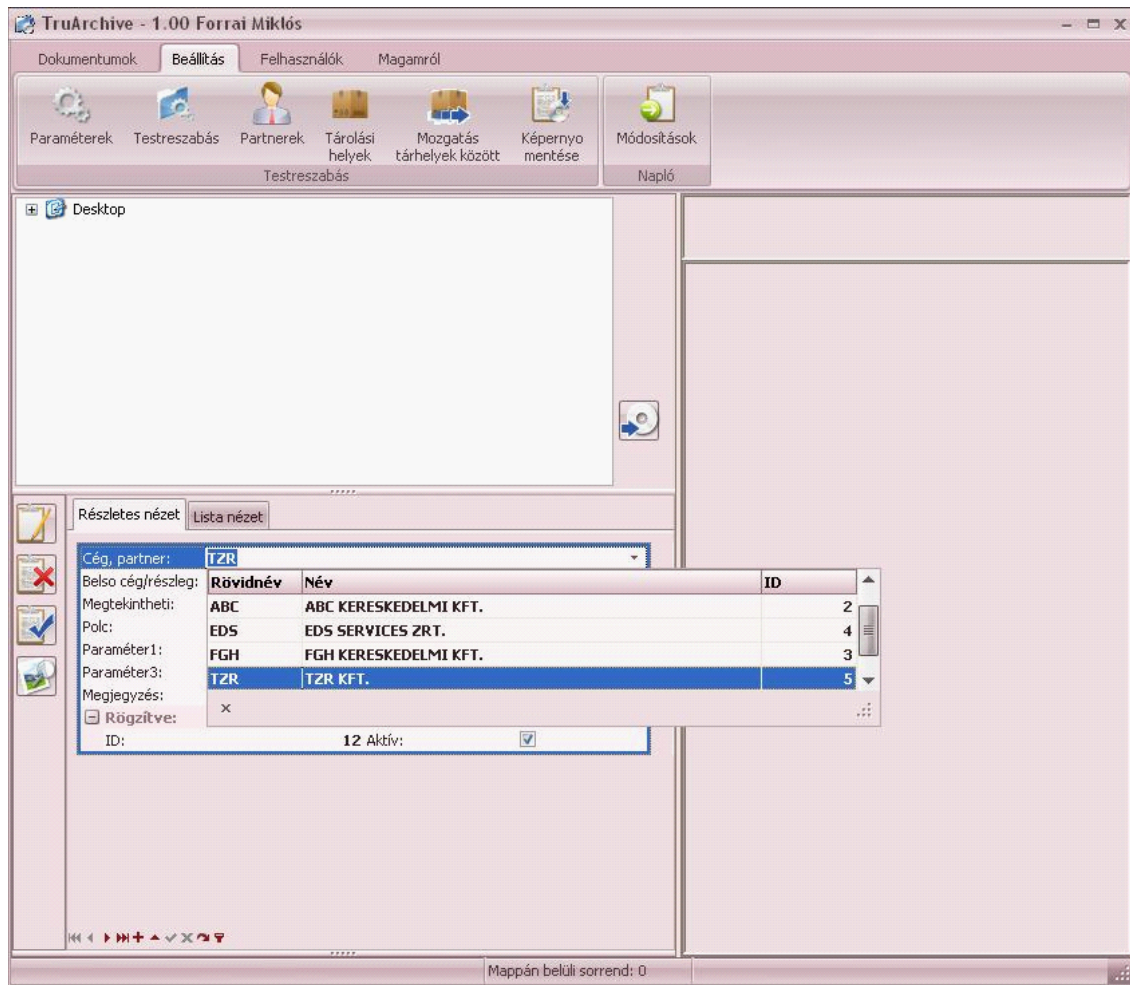 TruArchive - 1.00 Forrai Miklós
Dokumentumok Beállítás Felhasználók Magamról
Paraméterek Testreszabás Partnerek Tárolási helyek Mozgatás tárhelyek között Képernyo mentése Módosítások
Testreszabás Napló
Desktop
Részletes nézet Lista nézet
Cég, partner: TZR
Belso cég/részleg: Rövidnév Név ID
Megtekintheti: ABC ABC KERESKEDELMI KFT. 2
Polc: EDS EDS SERVICES ZRT. 4
Paraméter1: FGH FGH KERESKEDELMI KFT. 3
Paraméter3: TZR TZR KFT. 5
Megjegyzés:
Rögzítve:
ID: 12 Aktív:
Mappán belüli sorrend: 0